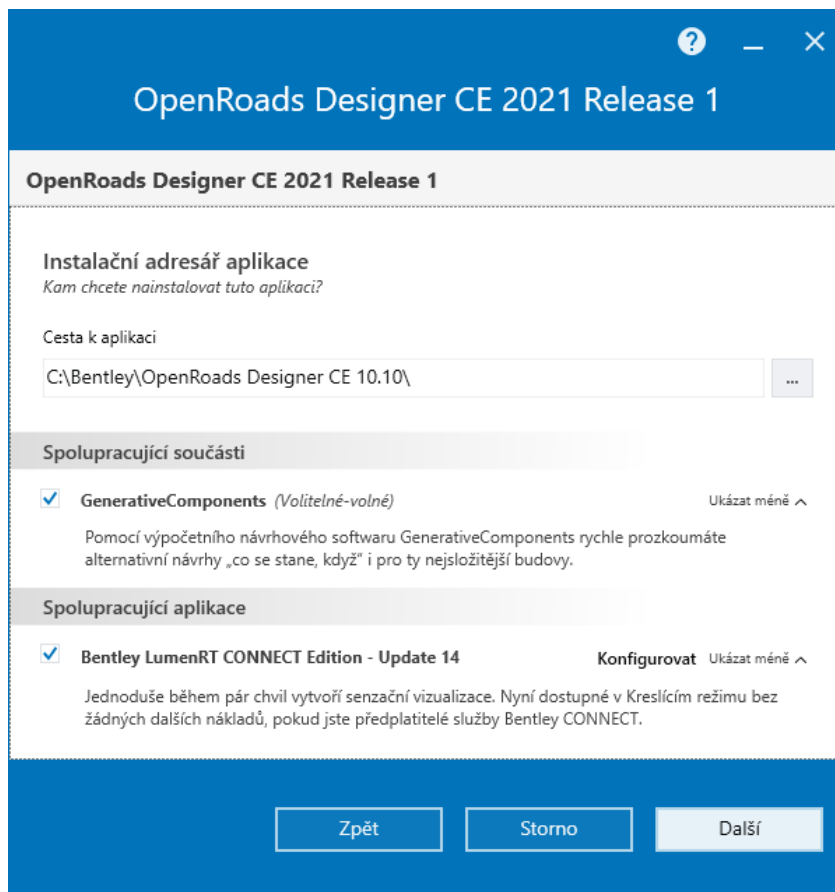 OpenRoads Designer CE 2021 Release 1
OpenRoads Designer CE 2021 Release 1
Instalační adresář aplikace
Kam chcete nainstalovat tuto aplikaci?
Cesta k aplikaci
C:\Bentley\OpenRoads Designer CE 10.10\
...
Spolupracující součásti
GenerativeComponents (Volitelné-volné) Ukázat méně
Pomocí výpočetního návrhového softwaru GenerativeComponents rychle prozkoumáte
alternativní návrhy „co se stane, když“ i pro ty nejsložitější budovy.
Spolupracující aplikace
Bentley LumenRT CONNECT Edition - Update 14 Konfigurovat Ukázat méně
Jednoduše během pár chvil vytvoří senzační vizualizace. Nyní dostupné v Kreslícím režimu bez
žádných dalších nákladů, pokud jste předplatitelé služby Bentley CONNECT.
Zpět Storno Další